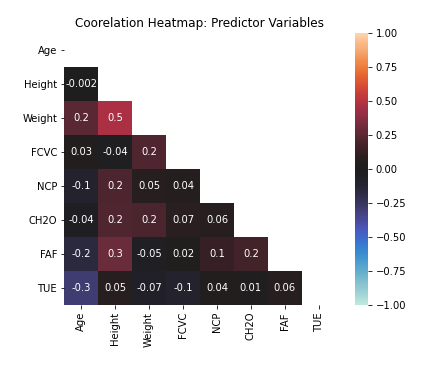 Coorelation Heatmap: Predictor Variables
Age
Height -0.002
Weight 0.2 0.5
FCVC 0.03 -0.04 0.2
NCP -0.1 0.2 0.05 0.04
CH2O -0.04 0.2 0.2 0.07 0.06
FAF -0.2 0.3 -0.05 0.02 0.1 0.2
TUE -0.3 0.05 -0.07 -0.1 0.04 0.01 0.06
Age Height Weight FCVC NCP CH2O FAF TUE
1.00
0.75
0.50
0.25
0.00
−0.25
−0.50
−0.75
−1.00